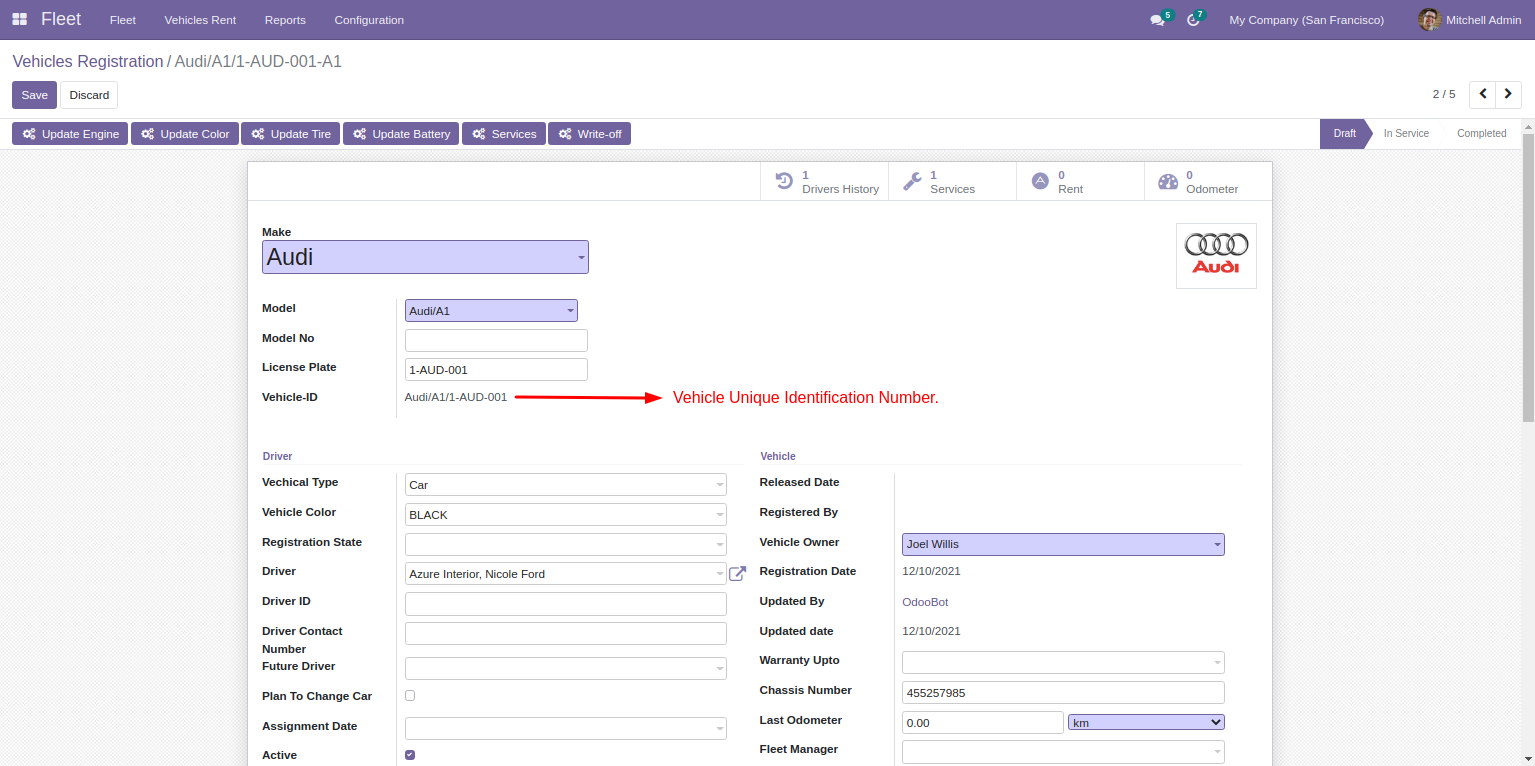 Fleet Fleet Vehicles Rent Reports Configuration 5 7 My Company (San Francisco) Mitchell Admin
Vehicles Registration / Audi/A1/1-AUD-001-A1
Save Discard 2 / 5
Update Engine Update Color Update Tire Update Battery Services Write-off Draft In Service Completed
1 Drivers History
1 Services
0 Rent
0 Odometer
Make
Audi
Audi
Model Audi/A1
Model No
License Plate 1-AUD-001
Vehicle-ID Audi/A1/1-AUD-001 Vehicle Unique Identification Number.
Driver
Vechical Type Car
Vehicle Color BLACK
Registration State
Driver Azure Interior, Nicole Ford
Driver ID
Driver Contact
Number
Future Driver
Plan To Change Car
Assignment Date
Active
Vehicle
Released Date
Registered By
Vehicle Owner Joel Willis
Registration Date 12/10/2021
Updated By OdooBot
Updated date 12/10/2021
Warranty Upto
Chassis Number 455257985
Last Odometer 0.00 km
Fleet Manager